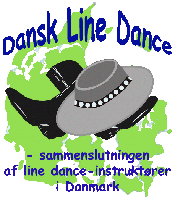 Dansk Line Dance
- sammenslutningen
af line dance-instruktører
i Danmark